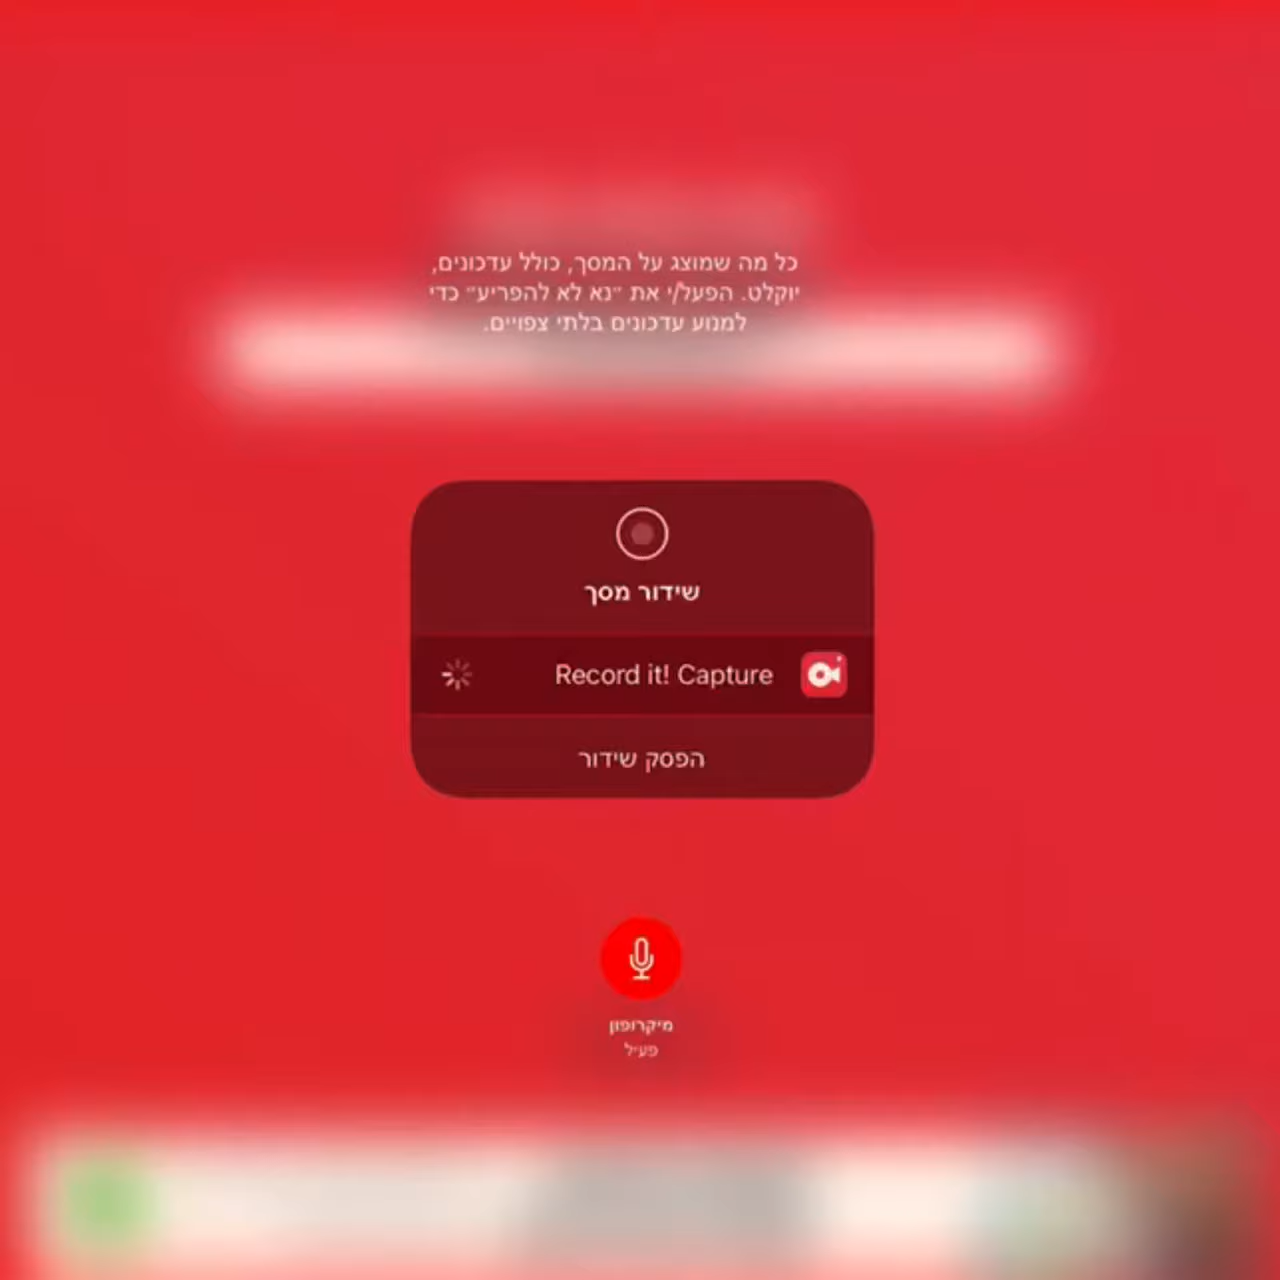 כל מה שמוצג על המסך, כולל עדכונים,
יוקלט. הפעל/י את ״נא לא להפריע״ כדי
למנוע עדכונים בלתי צפויים.
שידור מסך
Record it! Capture
הפסק שידור
מיקרופון
פעיל